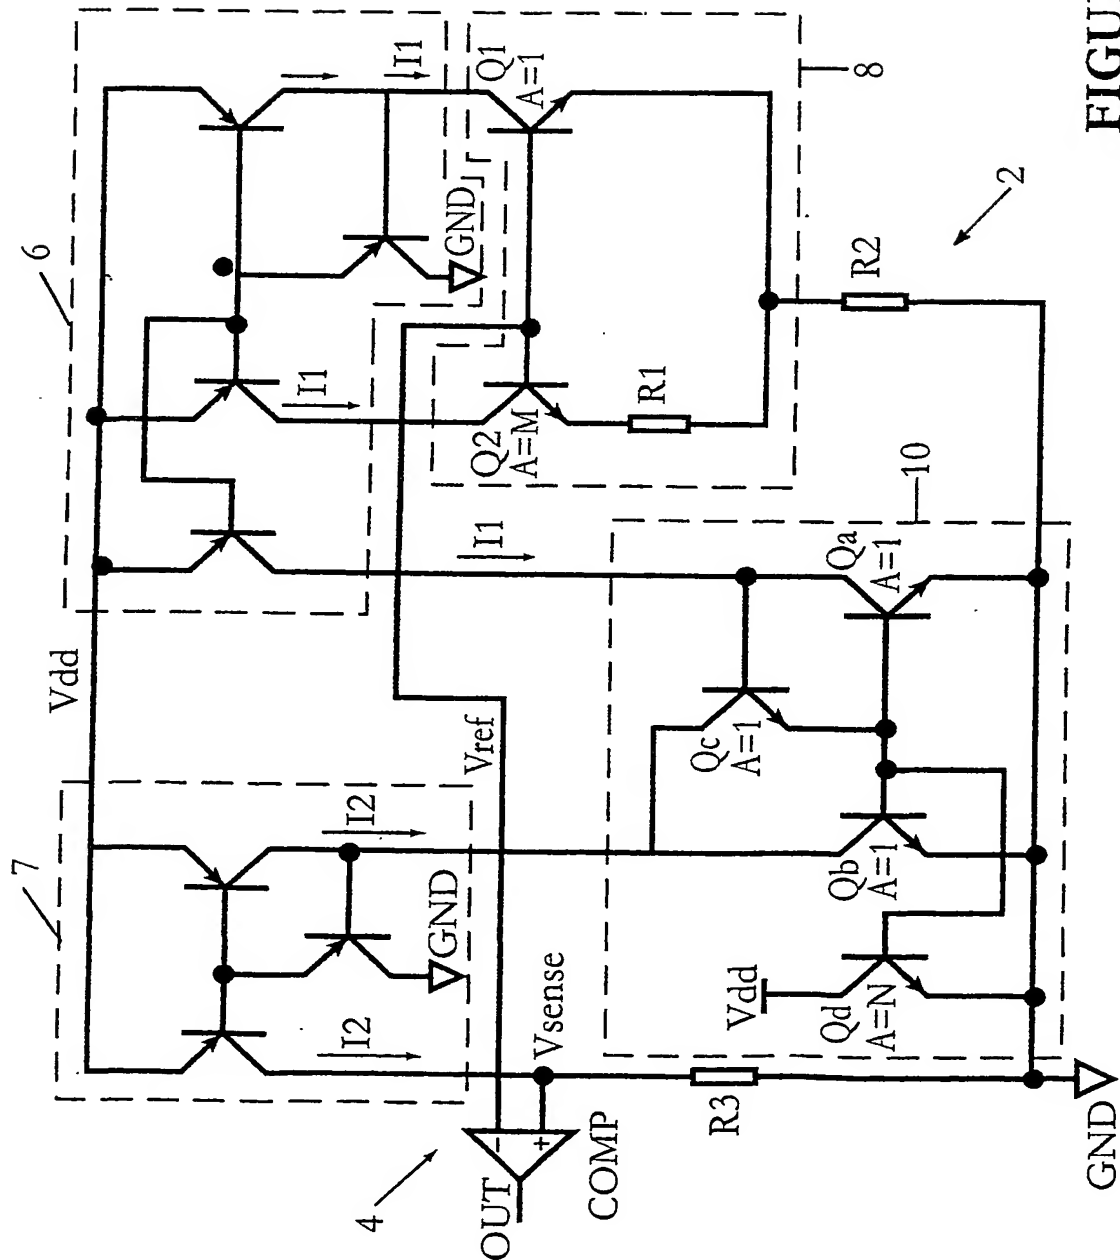 FIGU
6
7
Vdd
I1
I1
I1
Q1
A=1
8
GND
Q2
A=M
R1
R2
2
Vref
I2
I2
GND
I1
10
Qa
A=1
Qc
A=1
Qb
A=1
Qd
A=N
Vdd
Vsense
R3
4
OUT
COMP
-
+
GND